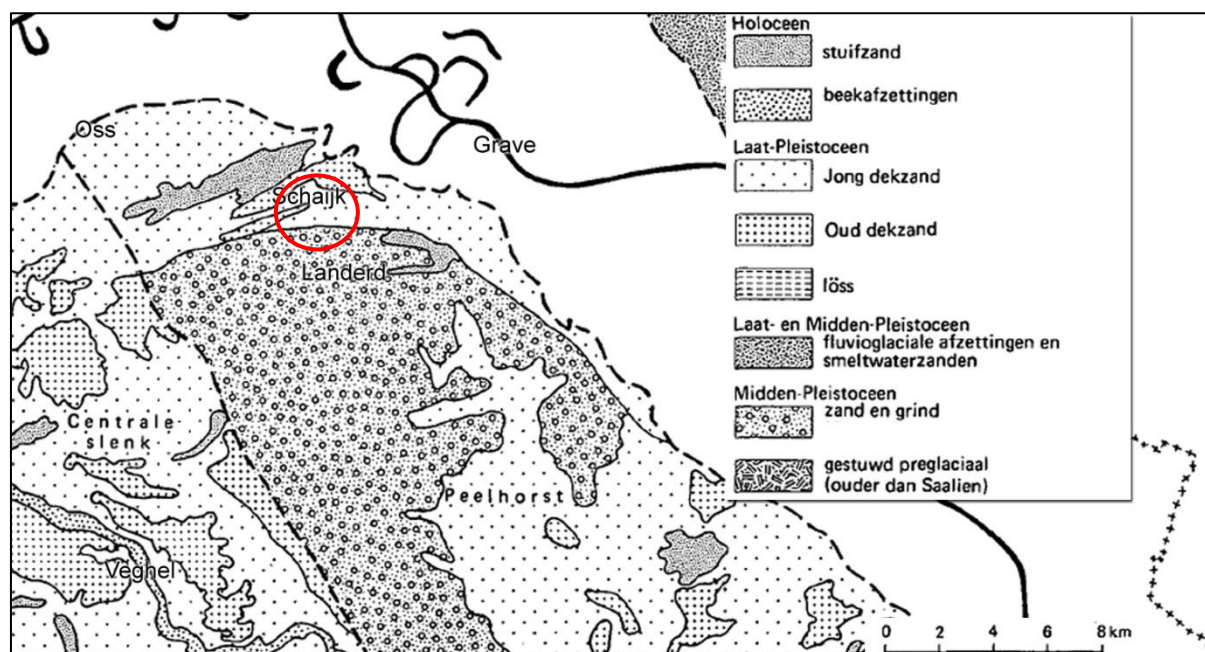 Holoceen
stuifzand
beekafzettingen
Laat-Pleistoceen
Jong dekzand
Oud dekzand
löss
Laat- en Midden-Pleistoceen
fluvioglaciale afzettingen en
smeltwaterzanden
Midden-Pleistoceen
zand en grind
gestuwd preglaciaal
(ouder dan Saalien)
Oss
Grave
Schaijk
Landerd
Centrale
slenk
Peelhorst
Veghel
0 2 4 6 8 km